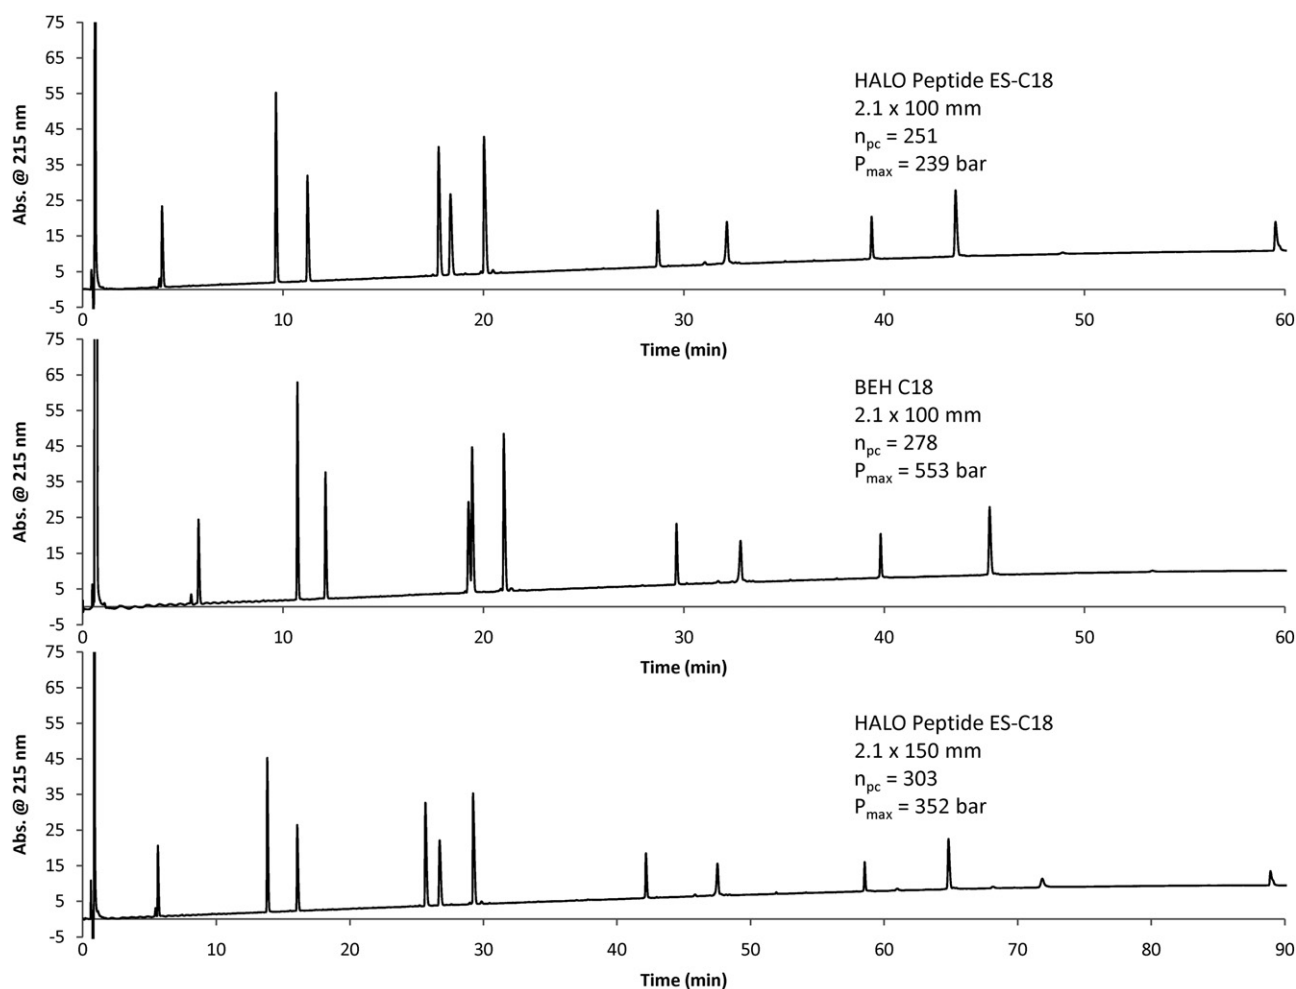 75
65
55
45
35
25
15
5
-5
Abs. @ 215 nm
HALO Peptide ES-C18
2.1 x 100 mm
npc = 251
Pmax = 239 bar
0 10 20 30 40 50 60
Time (min)
75
65
55
45
35
25
15
5
-5
Abs. @ 215 nm
BEH C18
2.1 x 100 mm
npc = 278
Pmax = 553 bar
0 10 20 30 40 50 60
Time (min)
75
65
55
45
35
25
15
5
-5
Abs. @ 215 nm
HALO Peptide ES-C18
2.1 x 150 mm
npc = 303
Pmax = 352 bar
0 10 20 30 40 50 60 70 80 90
Time (min)